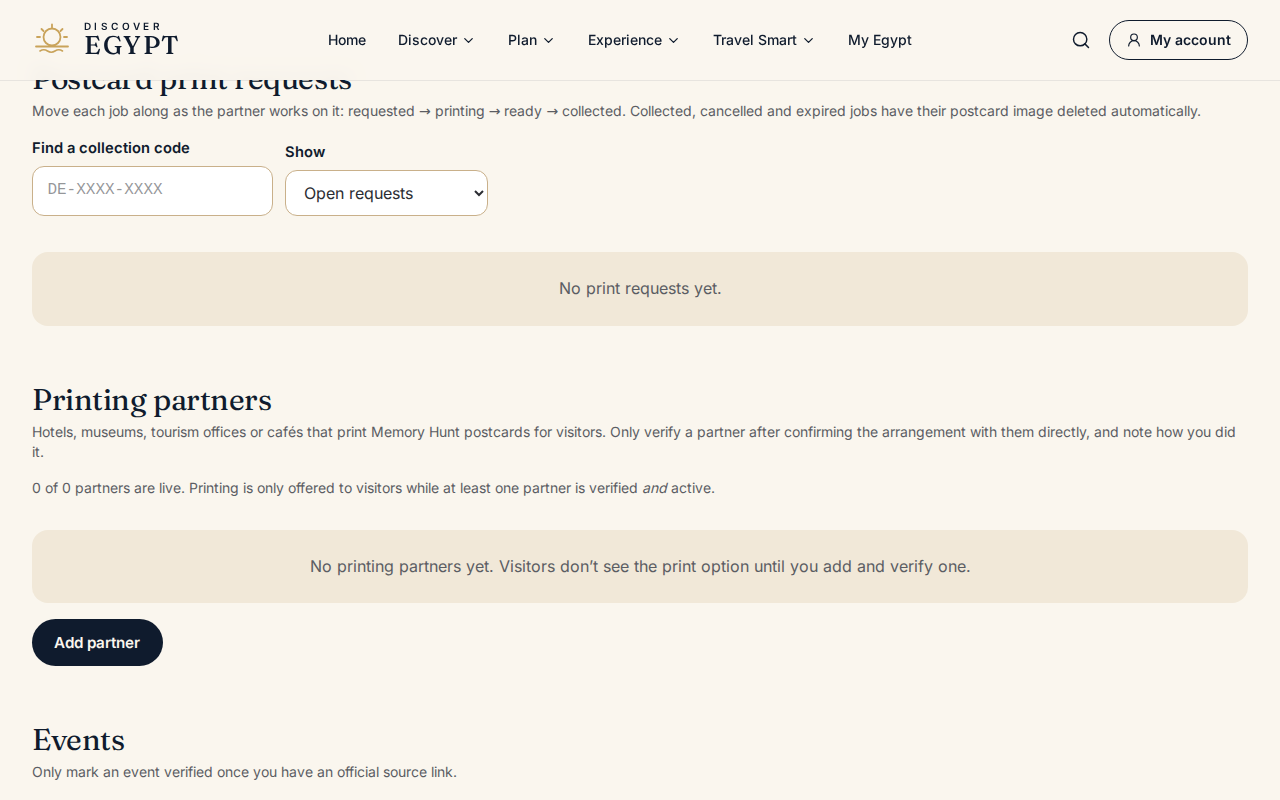 DISCOVER
EGYPT
Home
Discover
Plan
Experience
Travel Smart
My Egypt
My account
Postcard print requests
Move each job along as the partner works on it: requested → printing → ready → collected. Collected, cancelled and expired jobs have their postcard image deleted automatically.
Find a collection code
Show
DE-XXXX-XXXX
Open requests
No print requests yet.
Printing partners
Hotels, museums, tourism offices or cafés that print Memory Hunt postcards for visitors. Only verify a partner after confirming the arrangement with them directly, and note how you did
it.
0 of 0 partners are live. Printing is only offered to visitors while at least one partner is verified and active.
No printing partners yet. Visitors don’t see the print option until you add and verify one.
Add partner
Events
Only mark an event verified once you have an official source link.